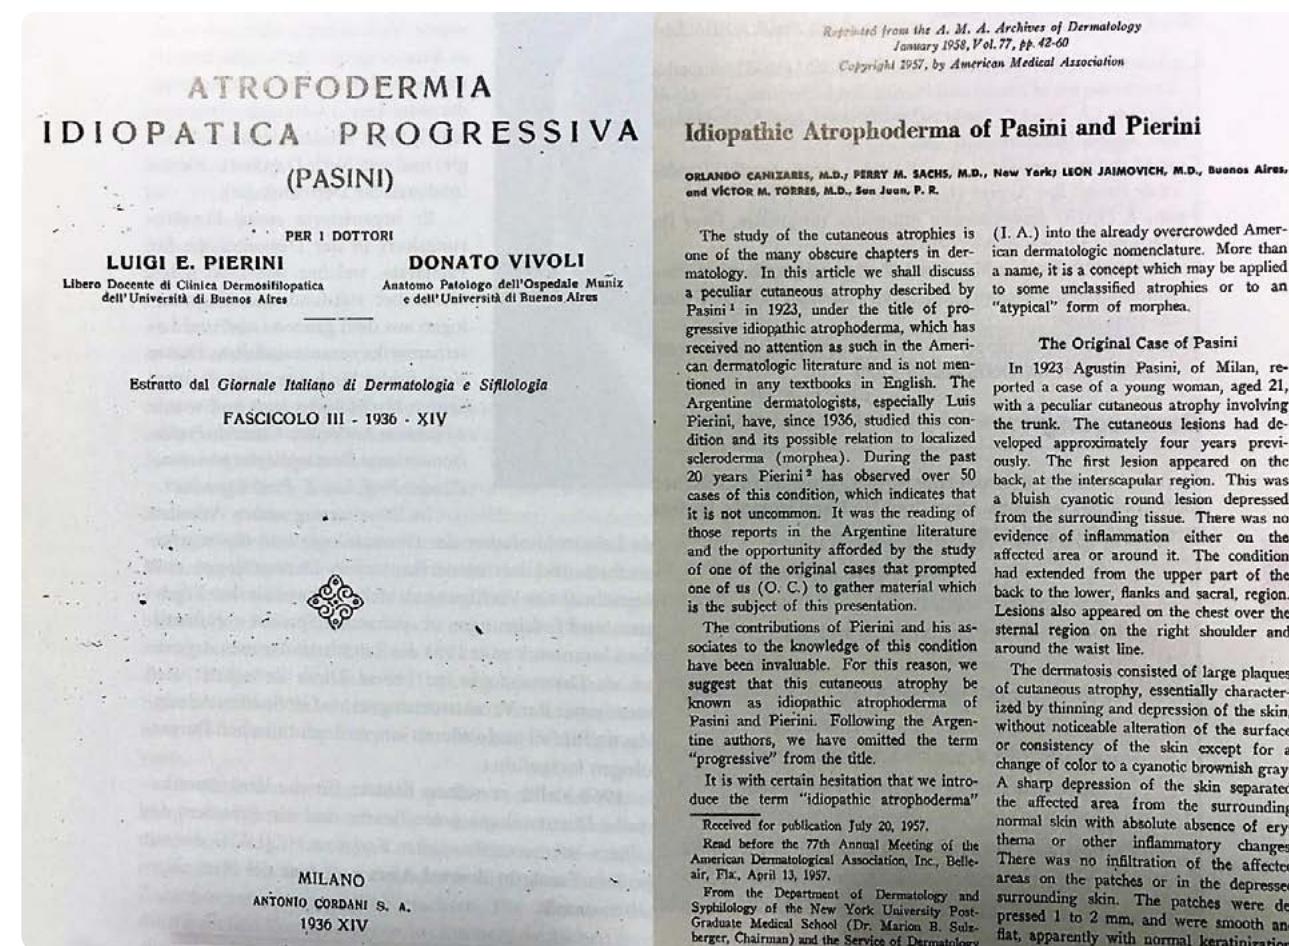 ATROFODERMIA
IDIOPATICA PROGRESSIVA
(PASINI)
PER I DOTTORI
LUIGI E. PIERINI
Libero Docente di Clinica Dermosifilopatica
dell'Università di Buenos Aires
DONATO VIVOLI
Anatomo Patologo dell'Ospedale Muñiz
e dell'Università di Buenos Aires
Estratto dal Giornale Italiano di Dermatologia e Sifilologia
FASCICOLO III - 1936 - XIV
MILANO
ANTONIO CORDANI S. A.
1936 XIV
Reprinted from the A. M. A. Archives of Dermatology
January 1958, Vol. 77, pp. 42-60
Copyright 1957, by American Medical Association
Idiopathic Atrophoderma of Pasini and Pierini
ORLANDO CANIZARES, M.D.; PERRY M. SACHS, M.D., New York; LEON JAIMOVICH, M.D., Buenos Aires,
and VICTOR M. TORRES, M.D., San Juan, P. R.
The study of the cutaneous atrophies is
one of the many obscure chapters in der-
matology. In this article we shall discuss
a peculiar cutaneous atrophy described by
Pasini¹ in 1923, under the title of pro-
gressive idiopathic atrophoderma, which has
received no attention as such in the Ameri-
can dermatologic literature and is not men-
tioned in any textbooks in English. The
Argentine dermatologists, especially Luis
Pierini, have, since 1936, studied this con-
dition and its possible relation to localized
scleroderma (morphea). During the past
20 years Pierini² has observed over 50
cases of this condition, which indicates that
it is not uncommon. It was the reading of
those reports in the Argentine literature
and the opportunity afforded by the study
of one of the original cases that prompted
one of us (O. C.) to gather material which
is the subject of this presentation.
The contributions of Pierini and his as-
sociates to the knowledge of this condition
have been invaluable. For this reason, we
suggest that this cutaneous atrophy be
known as idiopathic atrophoderma of
Pasini and Pierini. Following the Argen-
tine authors, we have omitted the term
"progressive" from the title.
It is with certain hesitation that we intro-
duce the term "idiopathic atrophoderma"
Received for publication July 20, 1957.
Read before the 77th Annual Meeting of the
American Dermatological Association, Inc., Belle-
air, Fla., April 13, 1957.
From the Department of Dermatology and
Syphilology of the New York University Post-
Graduate Medical School (Dr. Marion B. Sulz-
berger, Chairman) and the Service of Dermatology
(I. A.) into the already overcrowded Amer-
ican dermatologic nomenclature. More than
a name, it is a concept which may be applied
to some unclassified atrophies or to an
"atypical" form of morphea.
The Original Case of Pasini
In 1923 Agustin Pasini, of Milan, re-
ported a case of a young woman, aged 21,
with a peculiar cutaneous atrophy involving
the trunk. The cutaneous lesions had de-
veloped approximately four years previ-
ously. The first lesion appeared on the
back, at the interscapular region. This was
a bluish cyanotic round lesion depressed
from the surrounding tissue. There was no
evidence of inflammation either on the
affected area or around it. The condition
had extended from the upper part of the
back to the lower, flanks and sacral, region.
Lesions also appeared on the chest over the
sternal region on the right shoulder and
around the waist line.
The dermatosis consisted of large plaques
of cutaneous atrophy, essentially character-
ized by thinning and depression of the skin,
without noticeable alteration of the surface
or consistency of the skin except for a
change of color to a cyanotic brownish gray.
A sharp depression of the skin separated
the affected area from the surrounding
normal skin with absolute absence of ery-
thema or other inflammatory changes.
There was no infiltration of the affected
areas on the patches or in the depressed
surrounding skin. The patches were de-
pressed 1 to 2 mm, and were smooth and
flat, apparently with normal keratinization